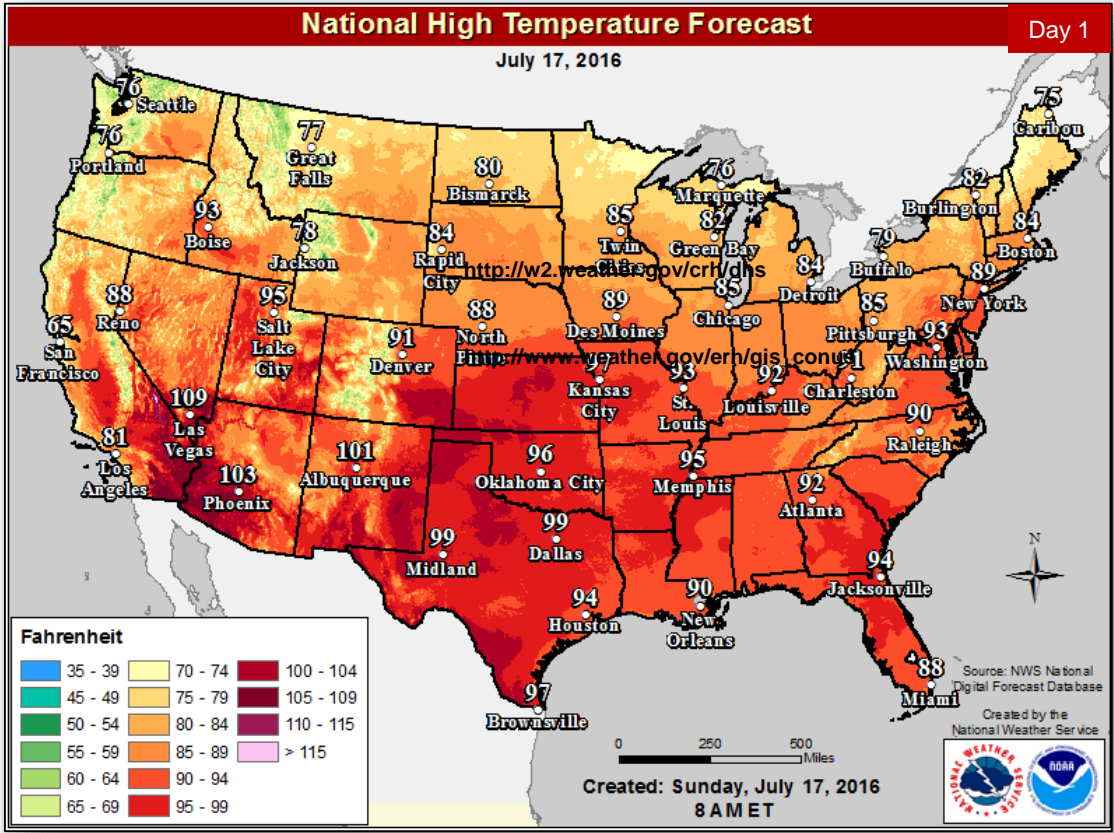 National High Temperature Forecast
Day 1
July 17, 2016
76
Seattle
76
Portland
77
Great
Falls
80
Bismarck
76
Marquette
75
Caribou
82
Burlington
93
Boise
78
Jackson
84
Rapid
City
85
Twin
Cities
82
Green Bay
84
Detroit
79
Buffalo
84
Boston
http://w2.weather.gov/crh/dhs
88
Reno
95
Salt
Lake
City
91
Denver
88
North
89
Des Moines
85
Chicago
85
Pittsburgh
89
New York
93
Washington
65
San
Francisco
http://www.weather.gov/erh/gis_conus
97
Kansas
City
93
St.
Louis
92
Louisville
91
Charleston
109
Las
Vegas
81
Los
Angeles
103
Phoenix
101
Albuquerque
96
Oklahoma City
95
Memphis
90
Raleigh
92
Atlanta
99
Midland
99
Dallas
94
Houston
90
New
Orleans
94
Jacksonville
88
Miami
97
Brownsville
N
Fahrenheit
35 - 39
45 - 49
50 - 54
55 - 59
60 - 64
65 - 69
70 - 74
75 - 79
80 - 84
85 - 89
90 - 94
95 - 99
100 - 104
105 - 109
110 - 115
> 115
0 250 500
Miles
Created: Sunday, July 17, 2016
8 AM ET
Source: NWS National
Digital Forecast Database
Created by the
National Weather Service
NATIONAL WEATHER SERVICE
NOAA